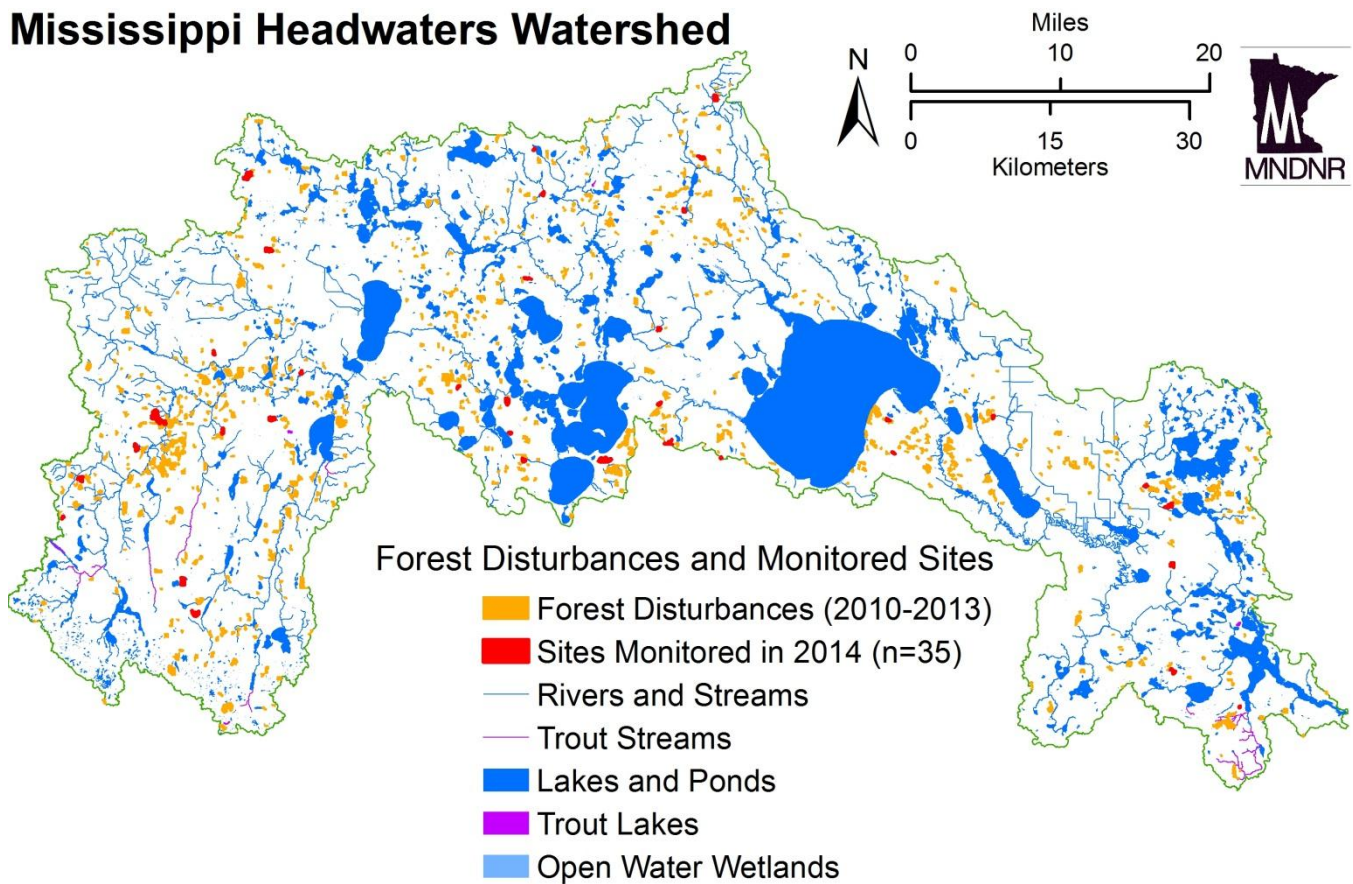 Mississippi Headwaters Watershed
Miles
N
0 10 20
0 15 30
Kilometers
MNDNR
Forest Disturbances and Monitored Sites
Forest Disturbances (2010-2013)
Sites Monitored in 2014 (n=35)
Rivers and Streams
Trout Streams
Lakes and Ponds
Trout Lakes
Open Water Wetlands